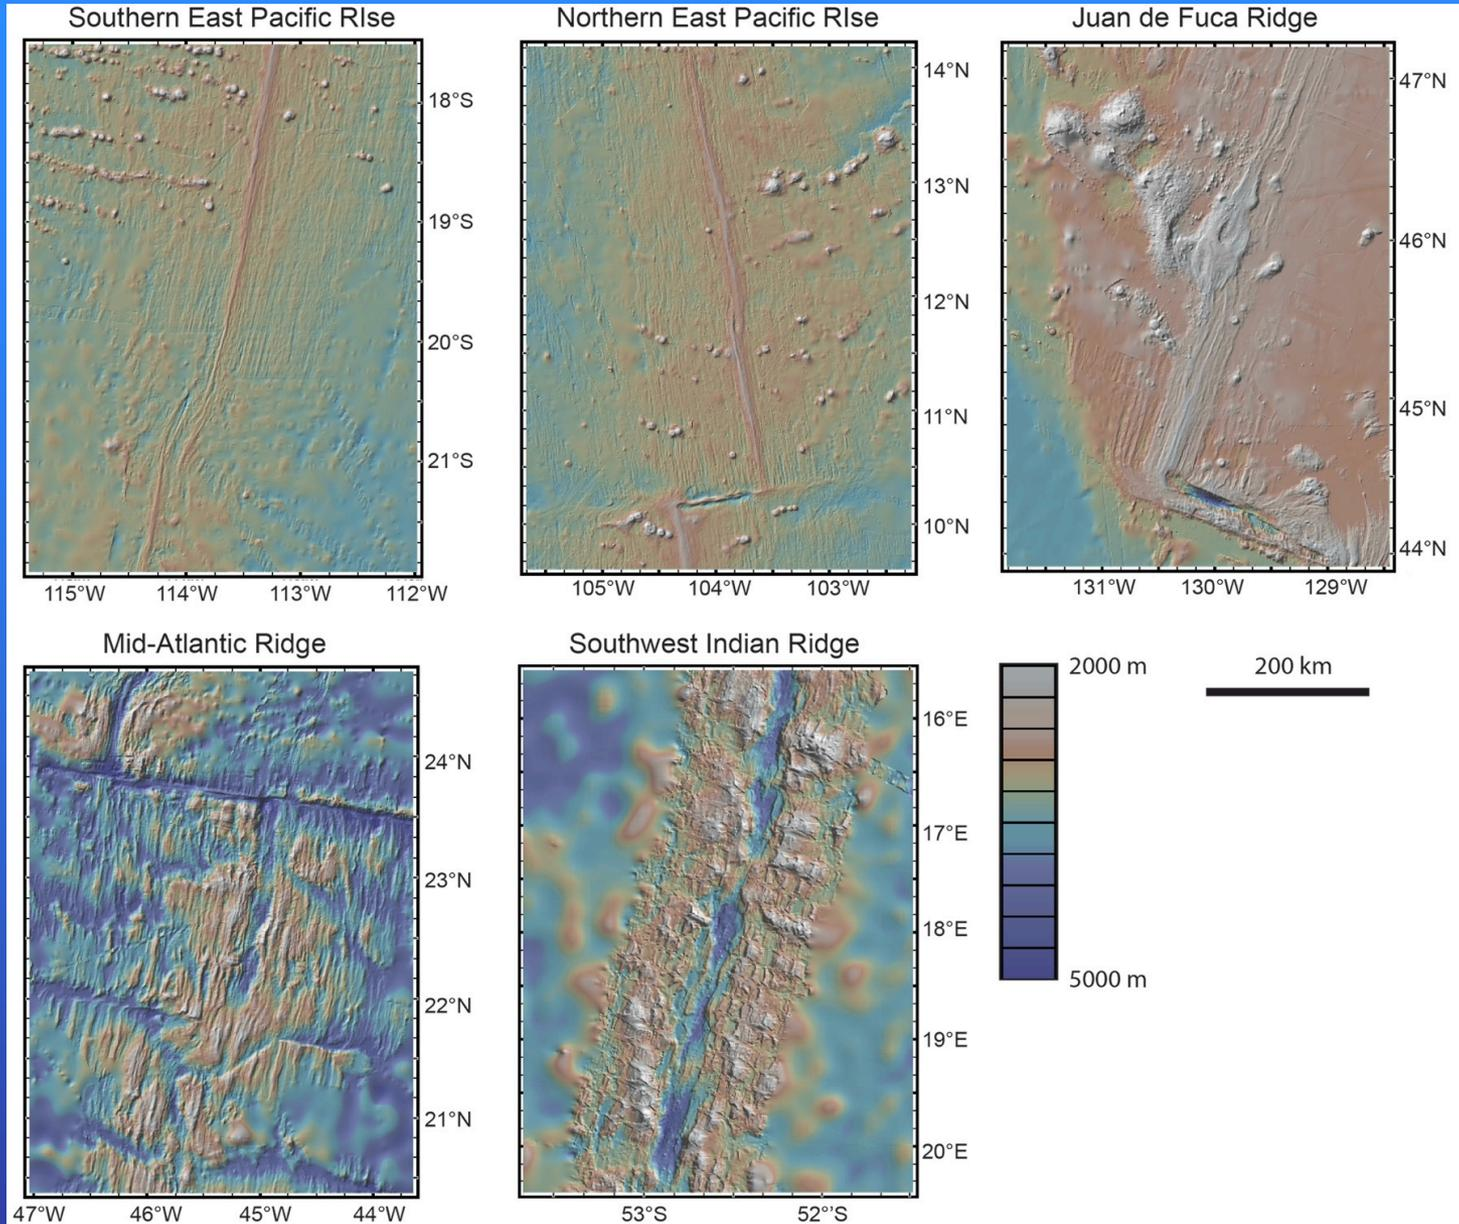 Southern East Pacific RIse
18°S
19°S
20°S
21°S
115°W 114°W 113°W 112°W
Northern East Pacific RIse
14°N
13°N
12°N
11°N
10°N
105°W 104°W 103°W
Juan de Fuca Ridge
47°N
46°N
45°N
44°N
131°W 130°W 129°W
Mid-Atlantic Ridge
24°N
23°N
22°N
21°N
47°W 46°W 45°W 44°W
Southwest Indian Ridge
16°E
17°E
18°E
19°E
20°E
53°S 52°'S
2000 m
5000 m
200 km